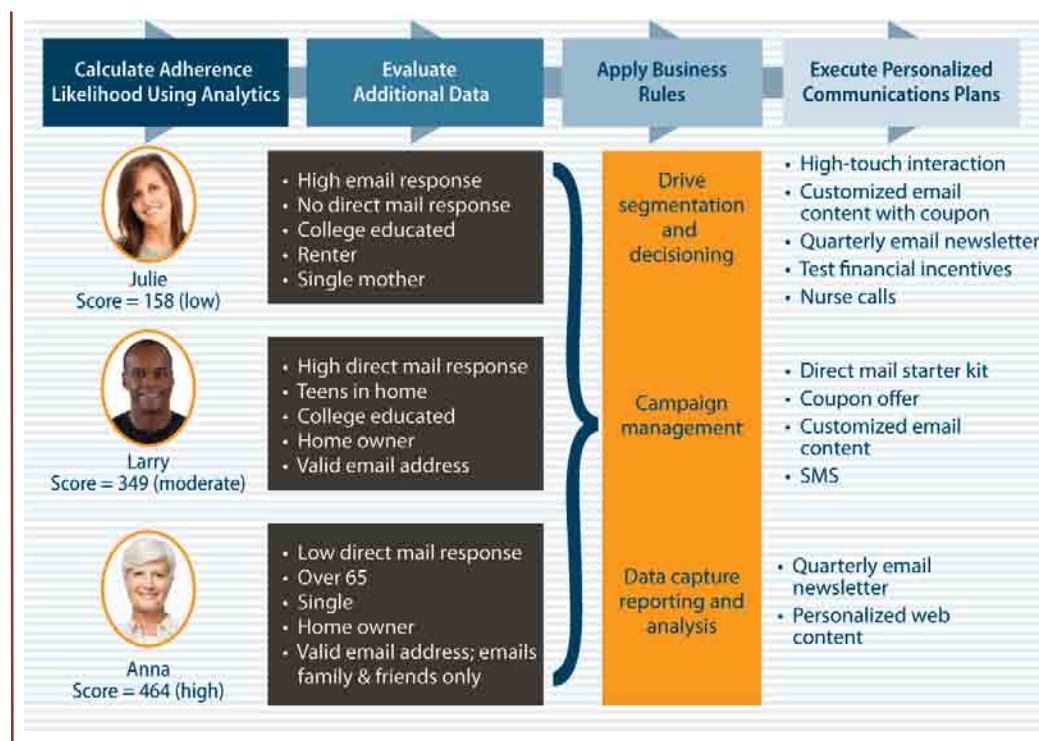 Calculate Adherence
Likelihood Using Analytics
Evaluate
Additional Data
Apply Business
Rules
Execute Personalized
Communications Plans
Julie
Score = 158 (low)
• High email response
• No direct mail response
• College educated
• Renter
• Single mother
Drive
segmentation
and
decisioning
• High-touch interaction
• Customized email
content with coupon
• Quarterly email newsletter
• Test financial incentives
• Nurse calls
Larry
Score = 349 (moderate)
• High direct mail response
• Teens in home
• College educated
• Home owner
• Valid email address
Campaign
management
• Direct mail starter kit
• Coupon offer
• Customized email
content
• SMS
Anna
Score = 464 (high)
• Low direct mail response
• Over 65
• Single
• Home owner
• Valid email address; emails
family & friends only
Data capture
reporting and
analysis
• Quarterly email
newsletter
• Personalized web
content